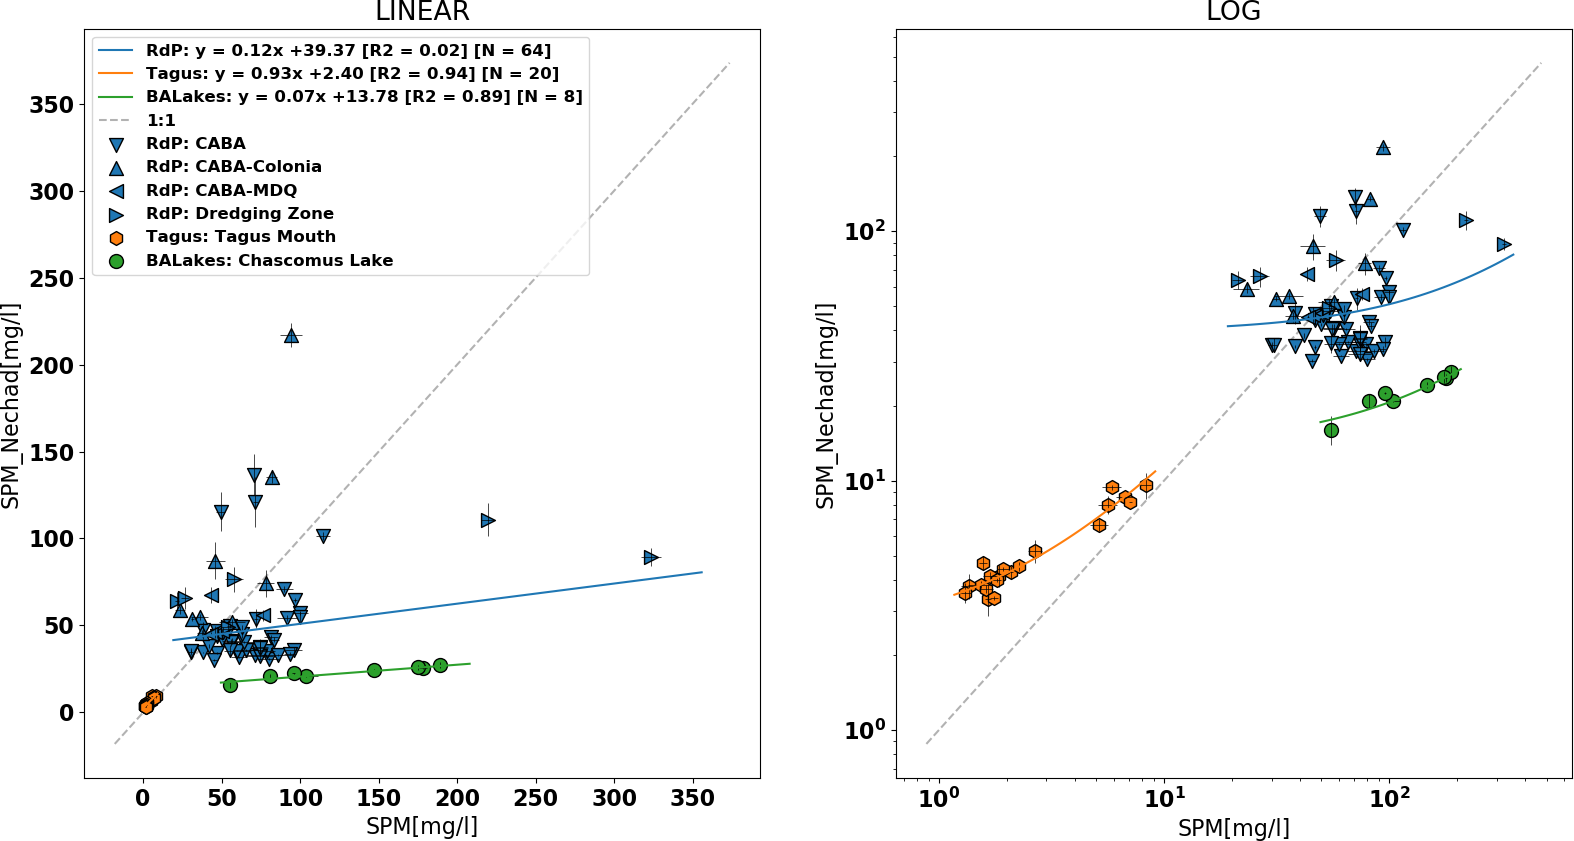 LINEAR
RdP: y = 0.12x +39.37 [R2 = 0.02] [N = 64]
Tagus: y = 0.93x +2.40 [R2 = 0.94] [N = 20]
BALakes: y = 0.07x +13.78 [R2 = 0.89] [N = 8]
1:1
RdP: CABA
RdP: CABA-Colonia
RdP: CABA-MDQ
RdP: Dredging Zone
Tagus: Tagus Mouth
BALakes: Chascomus Lake
SPM_Nechad[mg/l]
350
300
250
200
150
100
50
0
0 50 100 150 200 250 300 350
SPM[mg/l]
LOG
SPM_Nechad[mg/l]
10²
10¹
10⁰
10⁰ 10¹ 10²
SPM[mg/l]